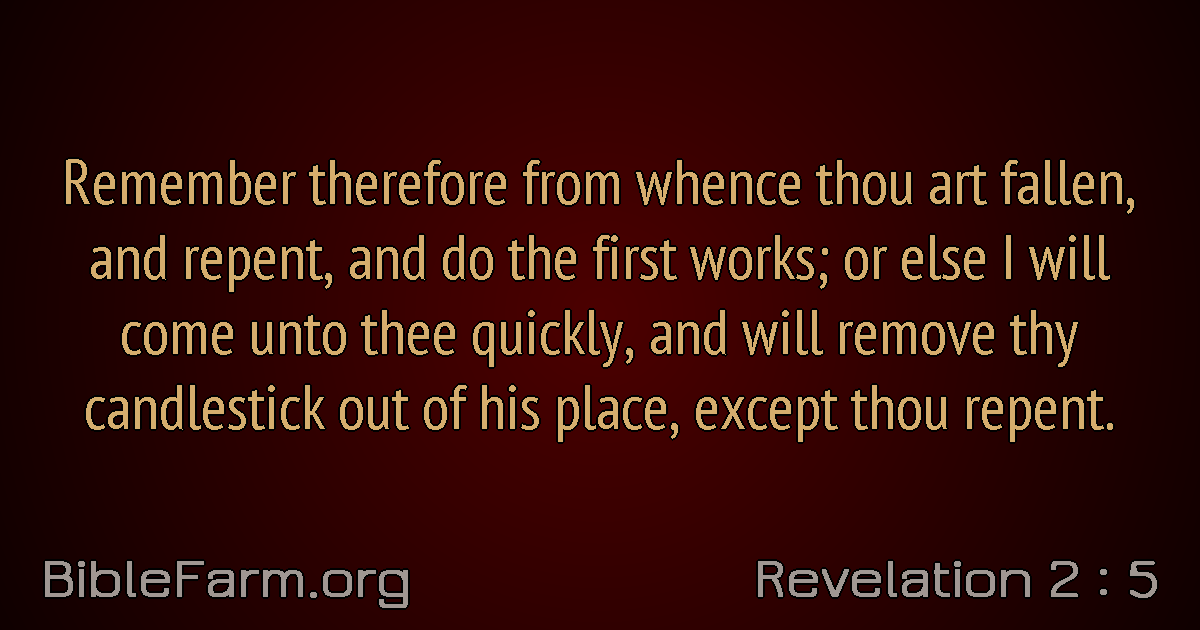 Remember therefore from whence thou art fallen,
and repent, and do the first works; or else I will
come unto thee quickly, and will remove thy
candlestick out of his place, except thou repent.
BibleFarm.org
Revelation 2 : 5